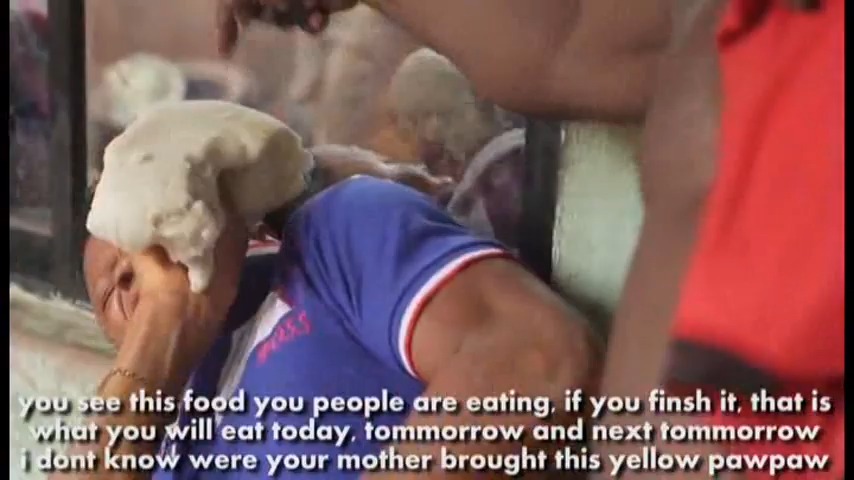 you see this food you people are eating, if you finsh it, that is
what you will eat today, tommorrow and next tommorrow
i dont know were your mother brought this yellow pawpaw